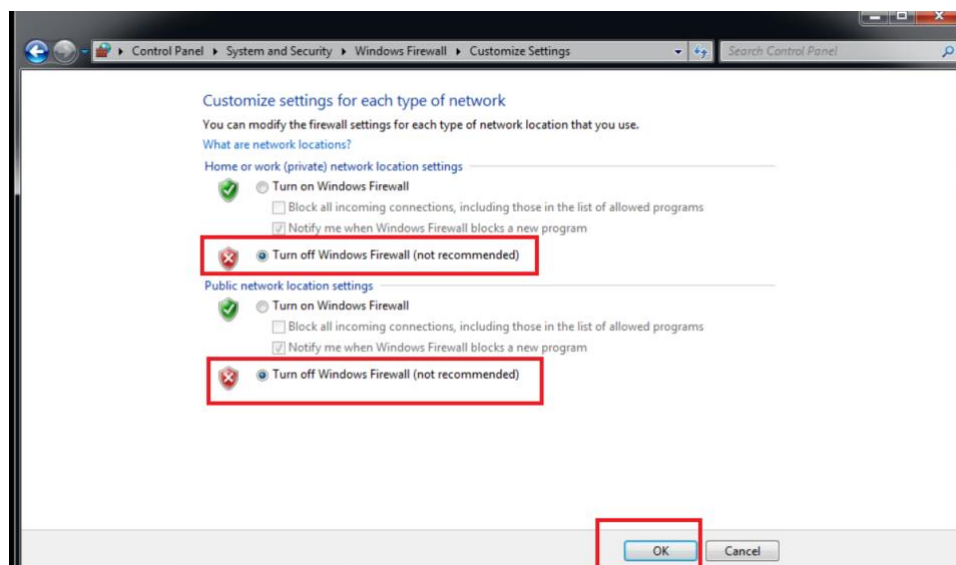 Control Panel ▸ System and Security ▸ Windows Firewall ▸ Customize Settings
Search Control Panel
Customize settings for each type of network
You can modify the firewall settings for each type of network location that you use.
What are network locations?
Home or work (private) network location settings
Turn on Windows Firewall
Block all incoming connections, including those in the list of allowed programs
Notify me when Windows Firewall blocks a new program
Turn off Windows Firewall (not recommended)
Public network location settings
Turn on Windows Firewall
Block all incoming connections, including those in the list of allowed programs
Notify me when Windows Firewall blocks a new program
Turn off Windows Firewall (not recommended)
OK
Cancel